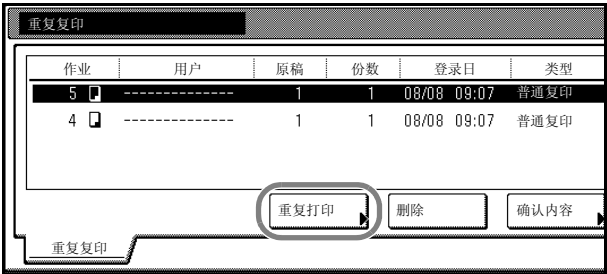 重复复印
作业 用户 原稿 份数 登录日 类型
5 -------------- 1 1 08/08 09:07 普通复印
4 -------------- 1 1 08/08 09:07 普通复印
重复打印 删除 确认内容
重复复印